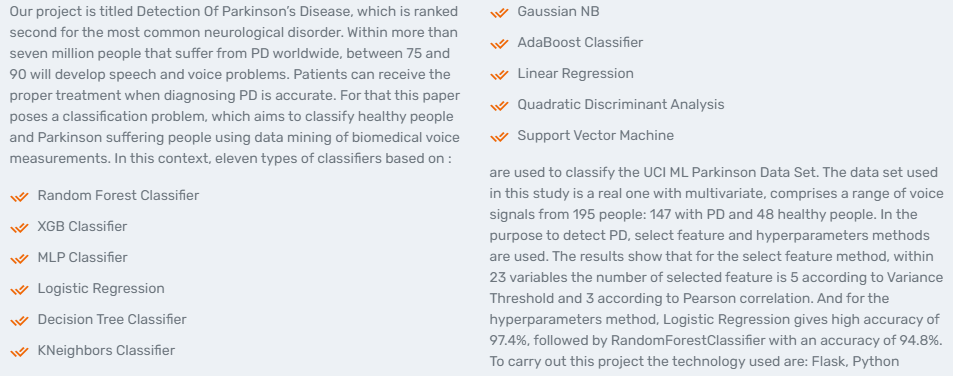 Our project is titled Detection Of Parkinson’s Disease, which is ranked
second for the most common neurological disorder. Within more than
seven million people that suffer from PD worldwide, between 75 and
90 will develop speech and voice problems. Patients can receive the
proper treatment when diagnosing PD is accurate. For that this paper
poses a classification problem, which aims to classify healthy people
and Parkinson suffering people using data mining of biomedical voice
measurements. In this context, eleven types of classifiers based on :
Random Forest Classifier
XGB Classifier
MLP Classifier
Logistic Regression
Decision Tree Classifier
KNeighbors Classifier
Gaussian NB
AdaBoost Classifier
Linear Regression
Quadratic Discriminant Analysis
Support Vector Machine
are used to classify the UCI ML Parkinson Data Set. The data set used
in this study is a real one with multivariate, comprises a range of voice
signals from 195 people: 147 with PD and 48 healthy people. In the
purpose to detect PD, select feature and hyperparameters methods
are used. The results show that for the select feature method, within
23 variables the number of selected feature is 5 according to Variance
Threshold and 3 according to Pearson correlation. And for the
hyperparameters method, Logistic Regression gives high accuracy of
97.4%, followed by RandomForestClassifier with an accuracy of 94.8%.
To carry out this project the technology used are: Flask, Python